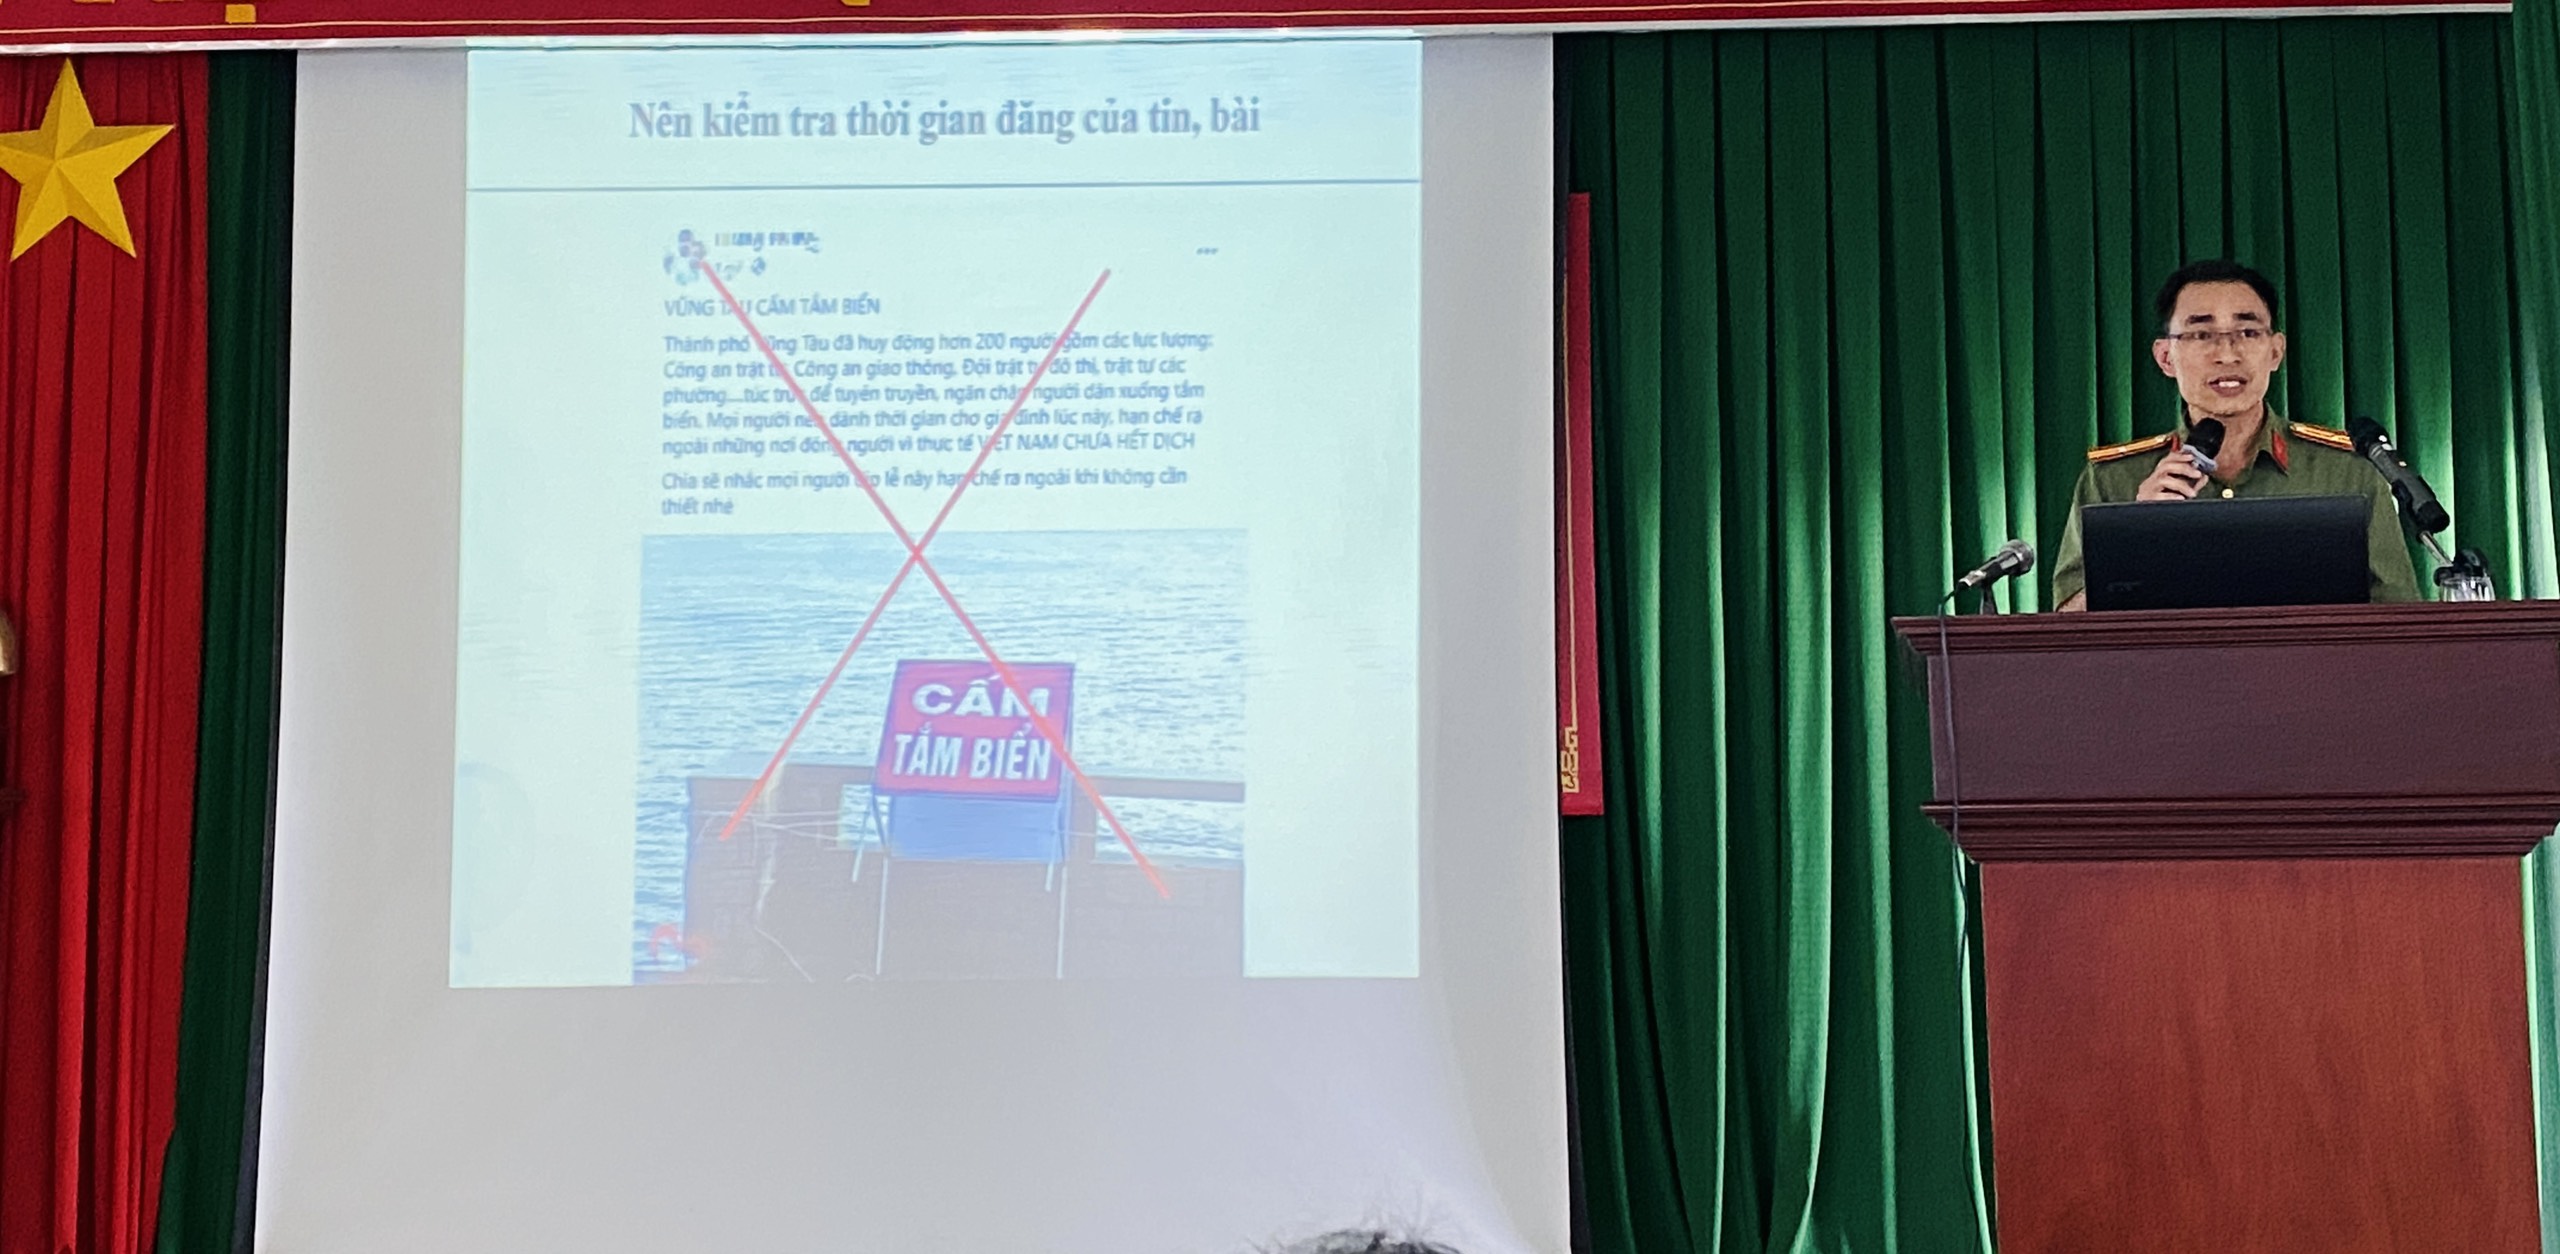 Nên kiểm tra thời gian đăng của tin, bài
VŨNG TÀU CẤM TẮM BIỂN
Thành phố Vũng Tàu đã huy động hơn 200 người gồm các lực lượng:
Công an trật tự, Công an giao thông, Đội trật tự đô thị, trật tự các
phường....túc trực để tuyên truyền, ngăn chặn người dân xuống tắm
biển. Mọi người nên dành thời gian cho gia đình lúc này, hạn chế ra
ngoài những nơi đông người vì thực tế VIỆT NAM CHƯA HẾT DỊCH
Chia sẽ nhắc mọi người dịp lễ này hạn chế ra ngoài khi không cần
thiết nhé
CẤM
TẮM BIỂN